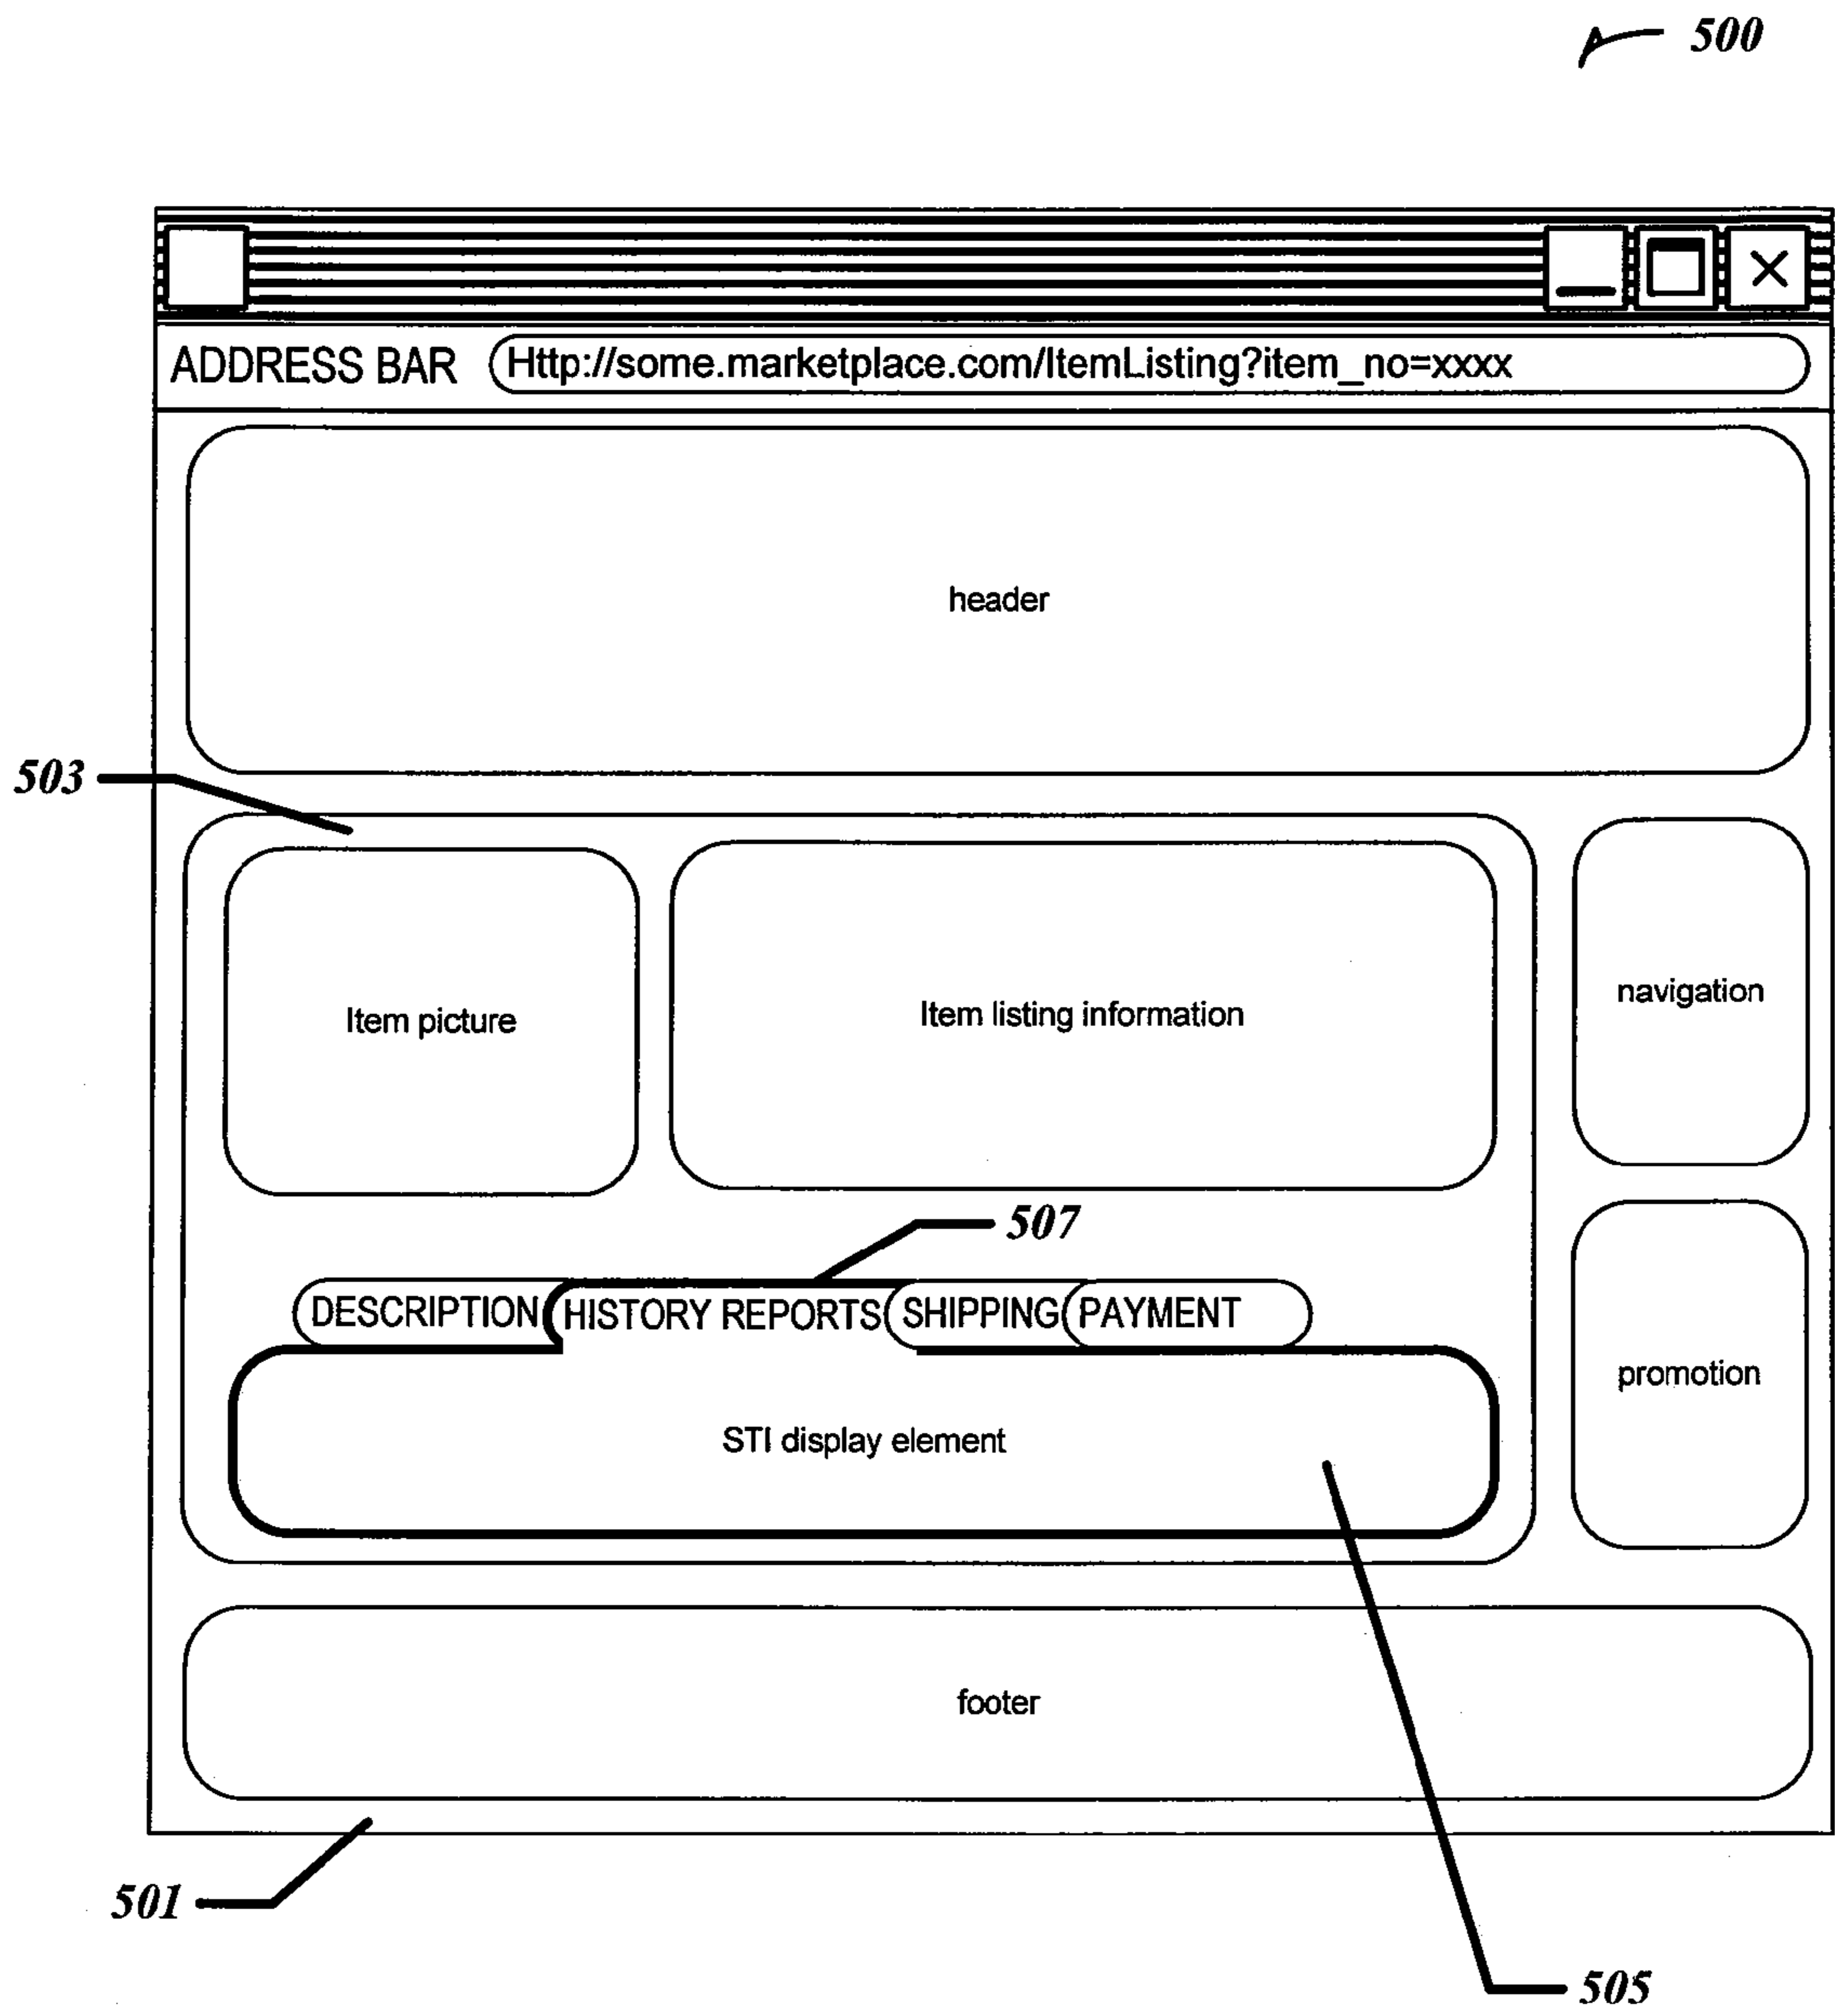 500
ADDRESS BAR Http://some.marketplace.com/ItemListing?item_no=xxxx
header
503
Item picture
Item listing information
navigation
507
DESCRIPTION HISTORY REPORTS SHIPPING PAYMENT
promotion
STI display element
footer
501
505